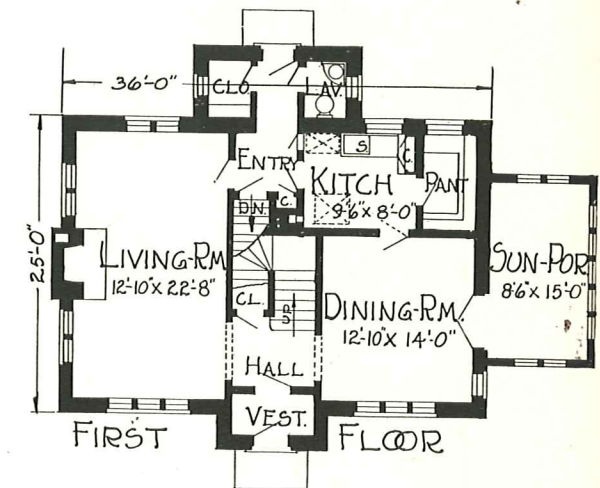 36'-0"
CLO.
LAV.
25'-0"
ENTRY
S.
C.
KITCH
9'-6" X 8'-0"
PANT
D'N.
C.
LIVING-RM
12'-10" X 22'-8"
SUN-POR
8'6" X 15'-0"
CL.
UP
DINING-RM.
12'-10" X 14'-0"
HALL
VEST.
FIRST FLOOR